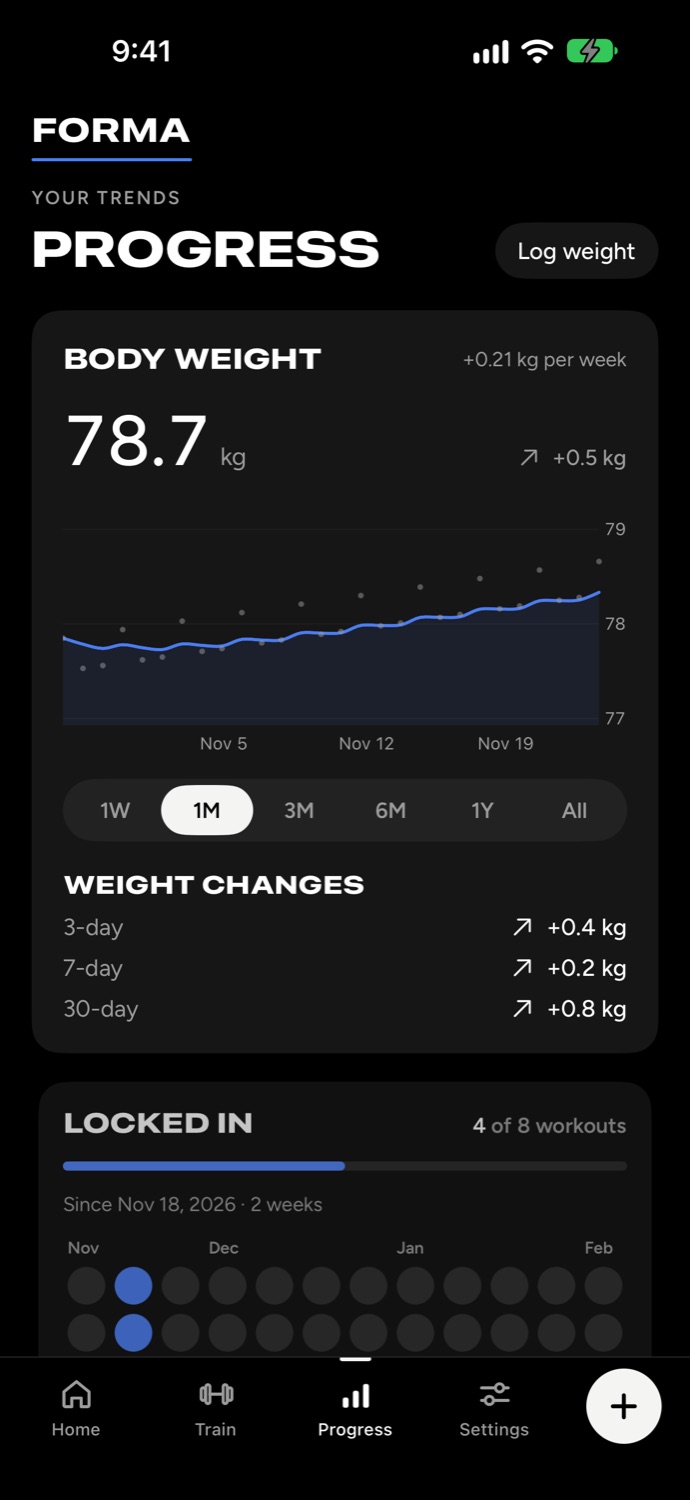 9:41
FORMA
YOUR TRENDS
PROGRESS
Log weight
BODY WEIGHT
+0.21 kg per week
78.7 kg
+0.5 kg
79
78
77
Nov 5 Nov 12 Nov 19
1W 1M 3M 6M 1Y All
WEIGHT CHANGES
3-day +0.4 kg
7-day +0.2 kg
30-day +0.8 kg
LOCKED IN
4 of 8 workouts
Since Nov 18, 2026 · 2 weeks
Nov Dec Jan Feb
Home Train Progress Settings